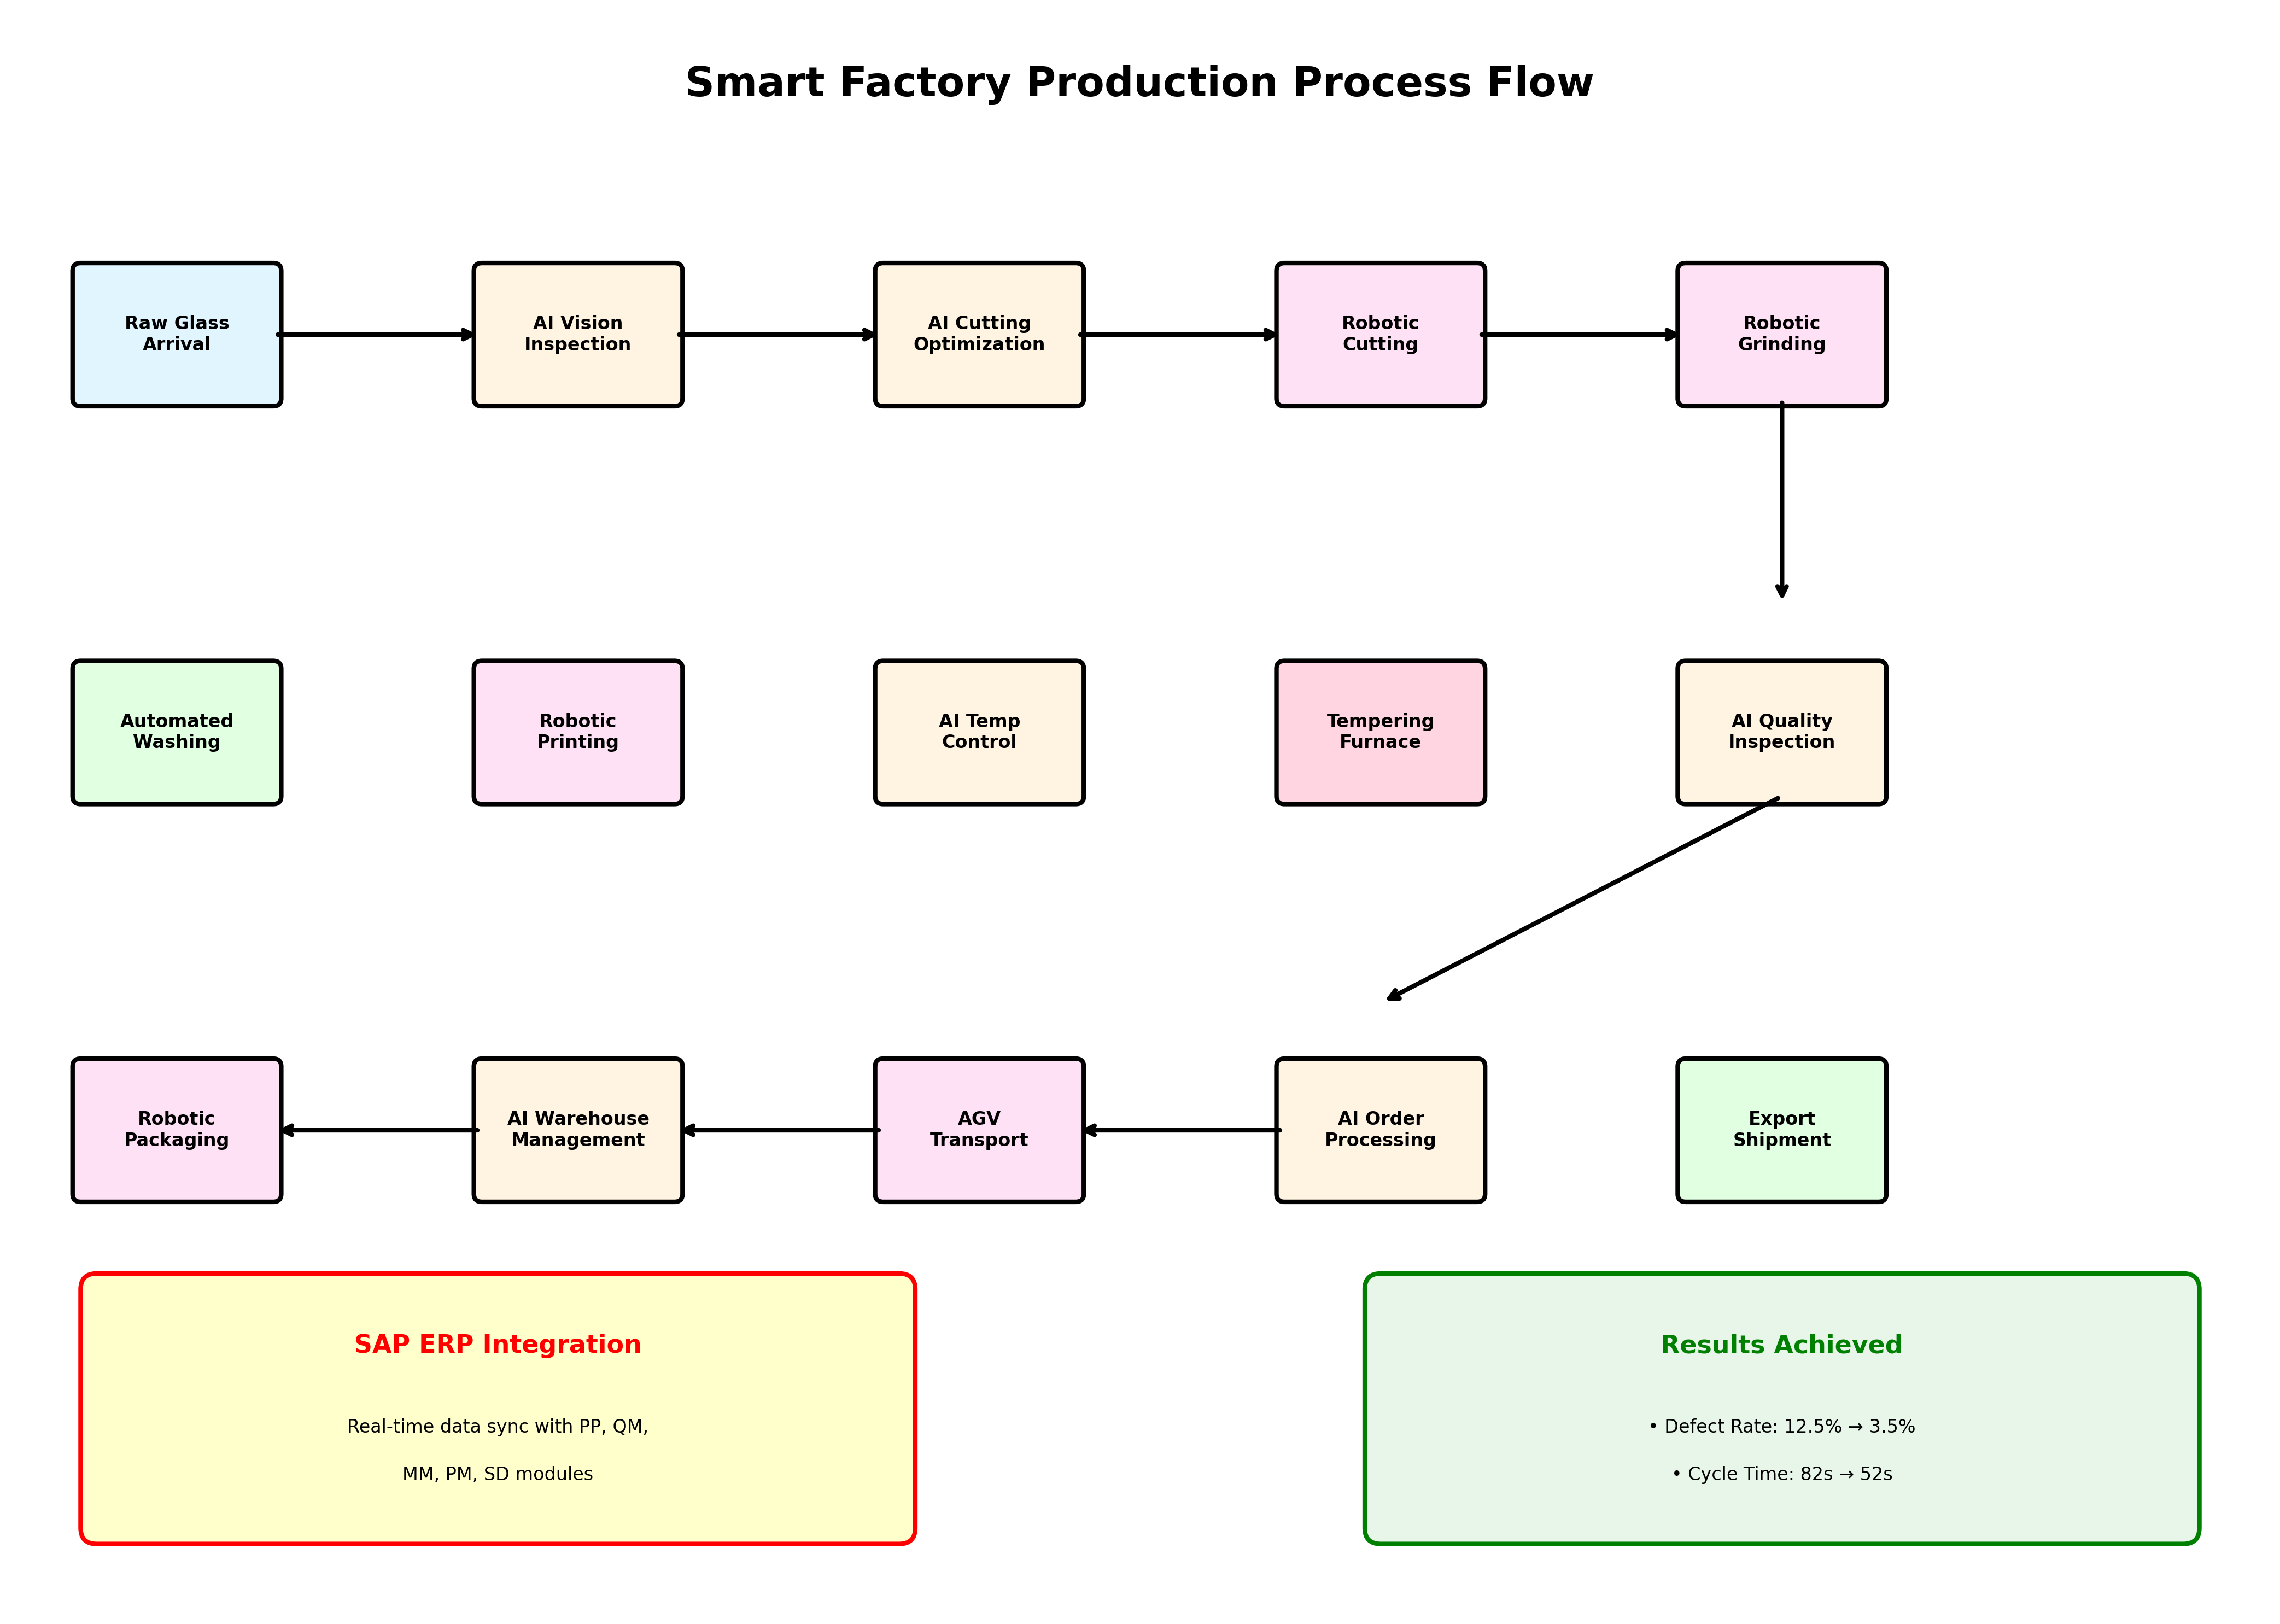 Smart Factory Production Process Flow
Raw Glass
Arrival
AI Vision
Inspection
AI Cutting
Optimization
Robotic
Cutting
Robotic
Grinding
Automated
Washing
Robotic
Printing
AI Temp
Control
Tempering
Furnace
AI Quality
Inspection
Robotic
Packaging
AI Warehouse
Management
AGV
Transport
AI Order
Processing
Export
Shipment
SAP ERP Integration
Real-time data sync with PP, QM,
MM, PM, SD modules
Results Achieved
• Defect Rate: 12.5% → 3.5%
• Cycle Time: 82s → 52s